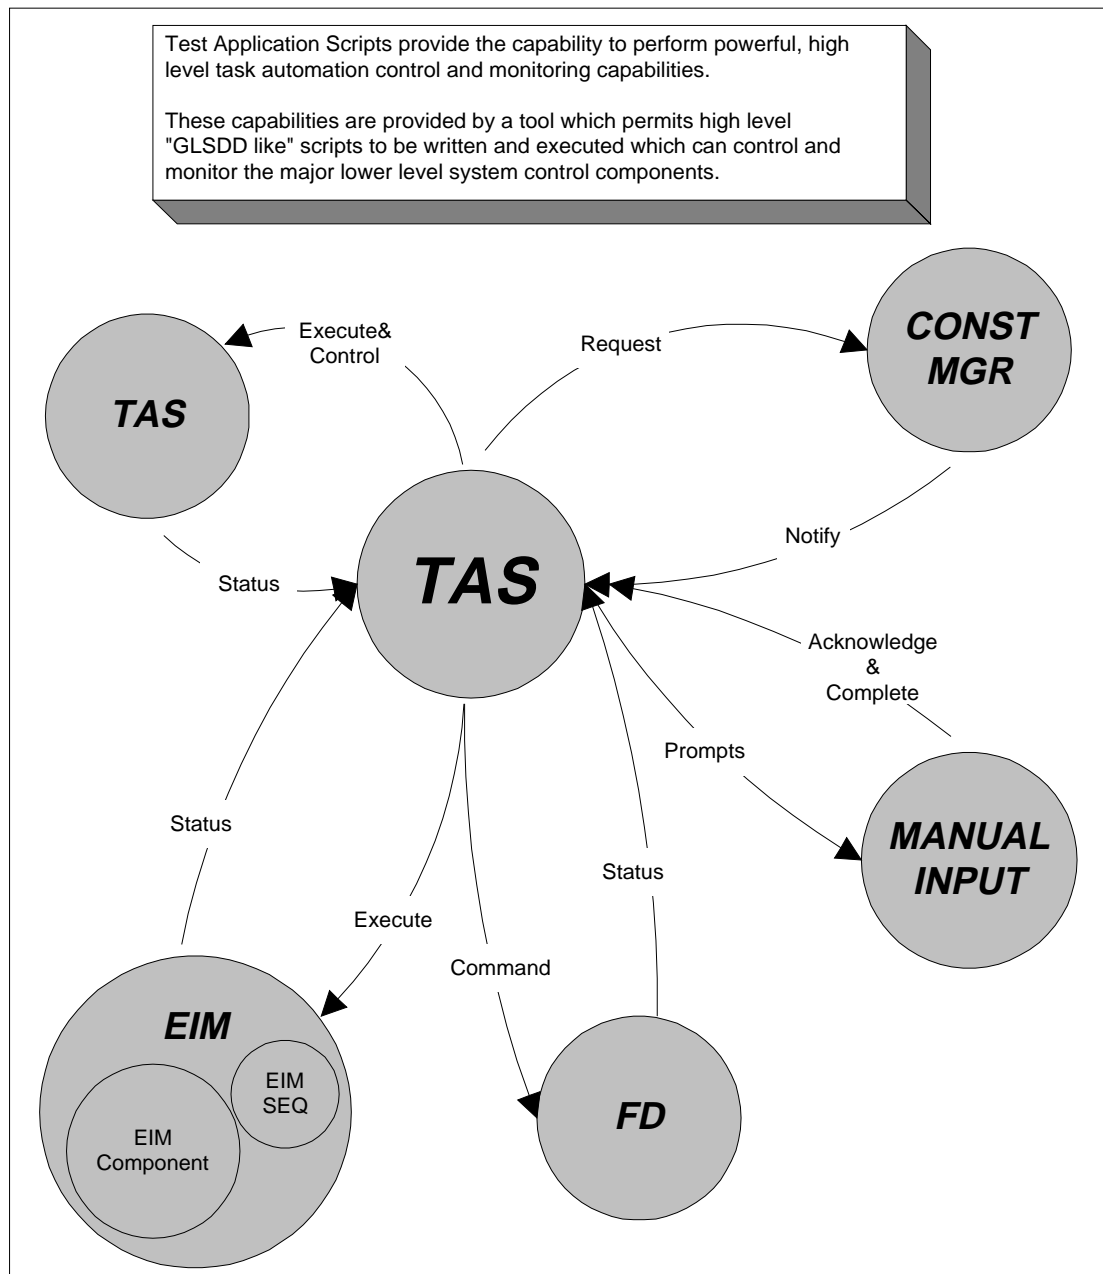 Test Application Scripts provide the capability to perform powerful, high
level task automation control and monitoring capabilities.
These capabilities are provided by a tool which permits high level
"GLSDD like" scripts to be written and executed which can control and
monitor the major lower level system control components.
CONST
MGR
Execute&
Control
Request
TAS
Notify
Status
TAS
Acknowledge
&
Complete
Prompts
Status
MANUAL
INPUT
Status
Execute
Command
EIM
EIM
SEQ
FD
EIM
Component